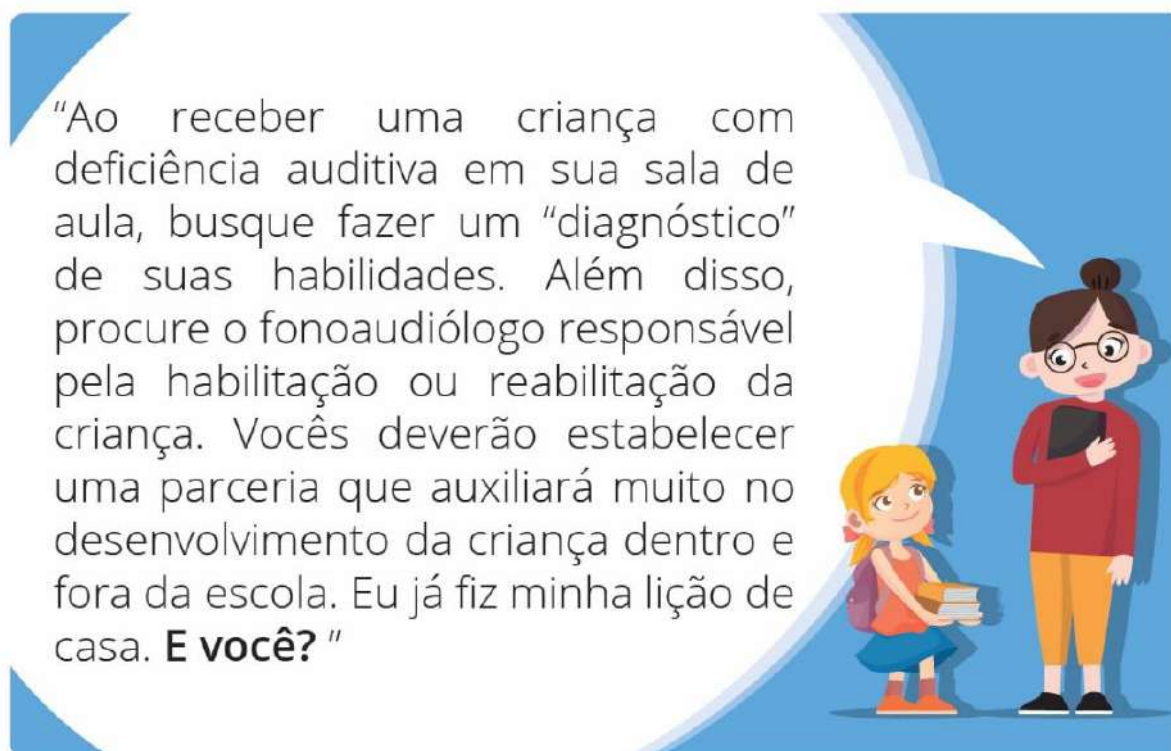 “Ao receber uma criança com
deficiência auditiva em sua sala de
aula, busque fazer um “diagnóstico”
de suas habilidades. Além disso,
procure o fonoaudiólogo responsável
pela habilitação ou reabilitação da
criança. Vocês deverão estabelecer
uma parceria que auxiliará muito no
desenvolvimento da criança dentro e
fora da escola. Eu já fiz minha lição de
casa. E você? ”